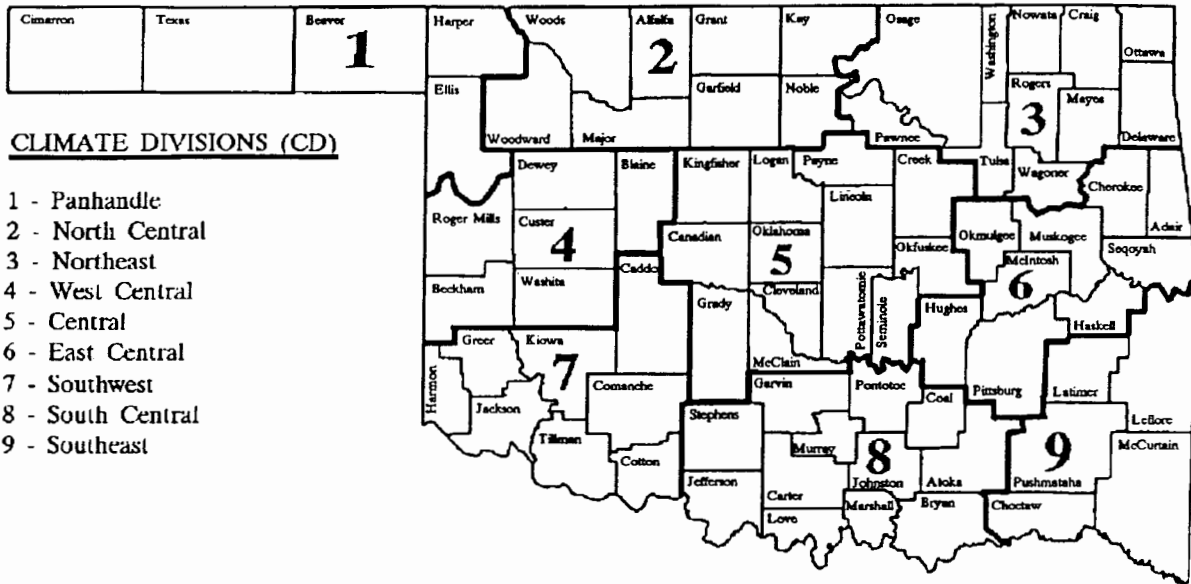 Cimarron
Texas
Beaver
Harper
Woods
Alfalfa
Grant
Kay
Osage
Washington
Nowata
Craig
Ottawa
1
2
Ellis
Garfield
Noble
Rogers
Mayes
3
Woodward
Major
Pawnee
Delaware
CLIMATE DIVISIONS (CD)
1 - Panhandle
2 - North Central
3 - Northeast
4 - West Central
5 - Central
6 - East Central
7 - Southwest
8 - South Central
9 - Southeast
Dewey
Blaine
Kingfisher
Logan
Payne
Creek
Tulsa
Wagoner
Cherokee
Lincoln
Roger Mills
Custer
4
Canadian
Oklahoma
5
Okmulgee
Muskogee
Adair
Okfuskee
McIntosh
Sequoyah
6
Caddo
Beckham
Washita
Grady
Cleveland
Pottawatomie
Seminole
Hughes
Haskell
Greer
Kiowa
7
McClain
Harmon
Comanche
Garvin
Pontotoc
Coal
Pittsburg
Latimer
Jackson
Stephens
Leflore
Tillman
Murray
8
9
McCurtain
Cotton
Jefferson
Johnston
Atoka
Pushmataha
Carter
Marshall
Bryan
Choctaw
Love